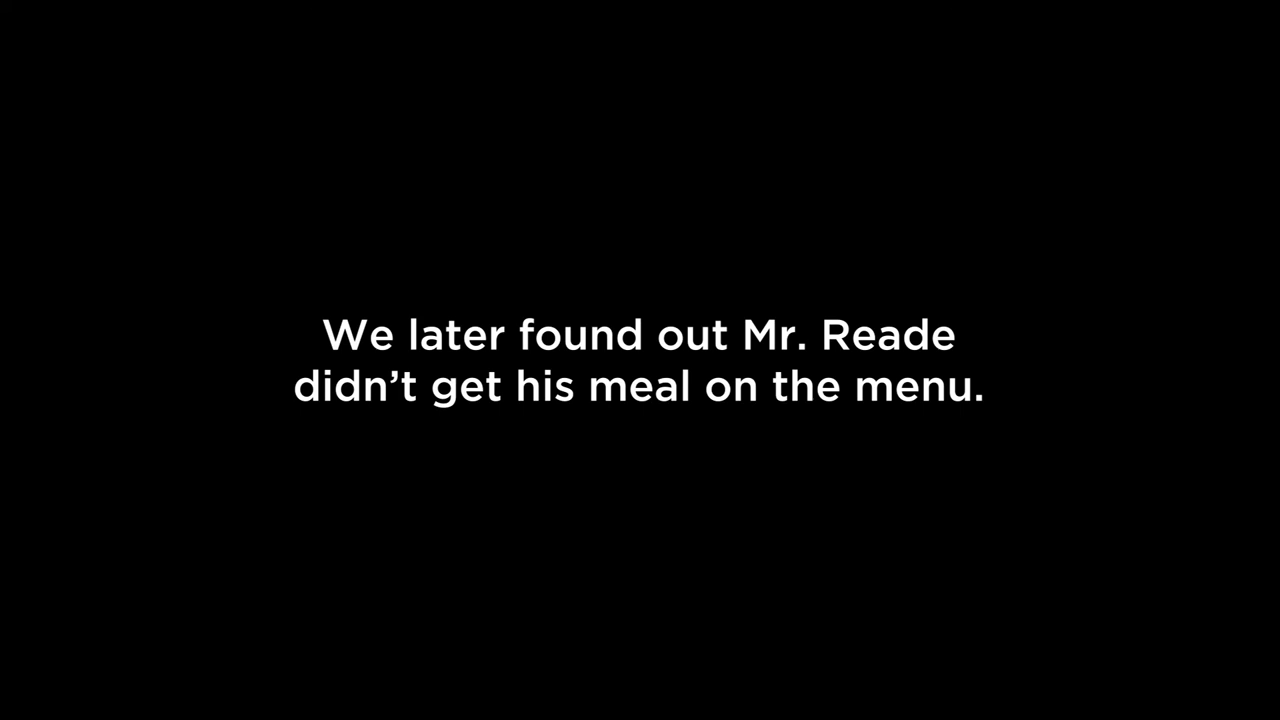 We later found out Mr. Reade
didn’t get his meal on the menu.